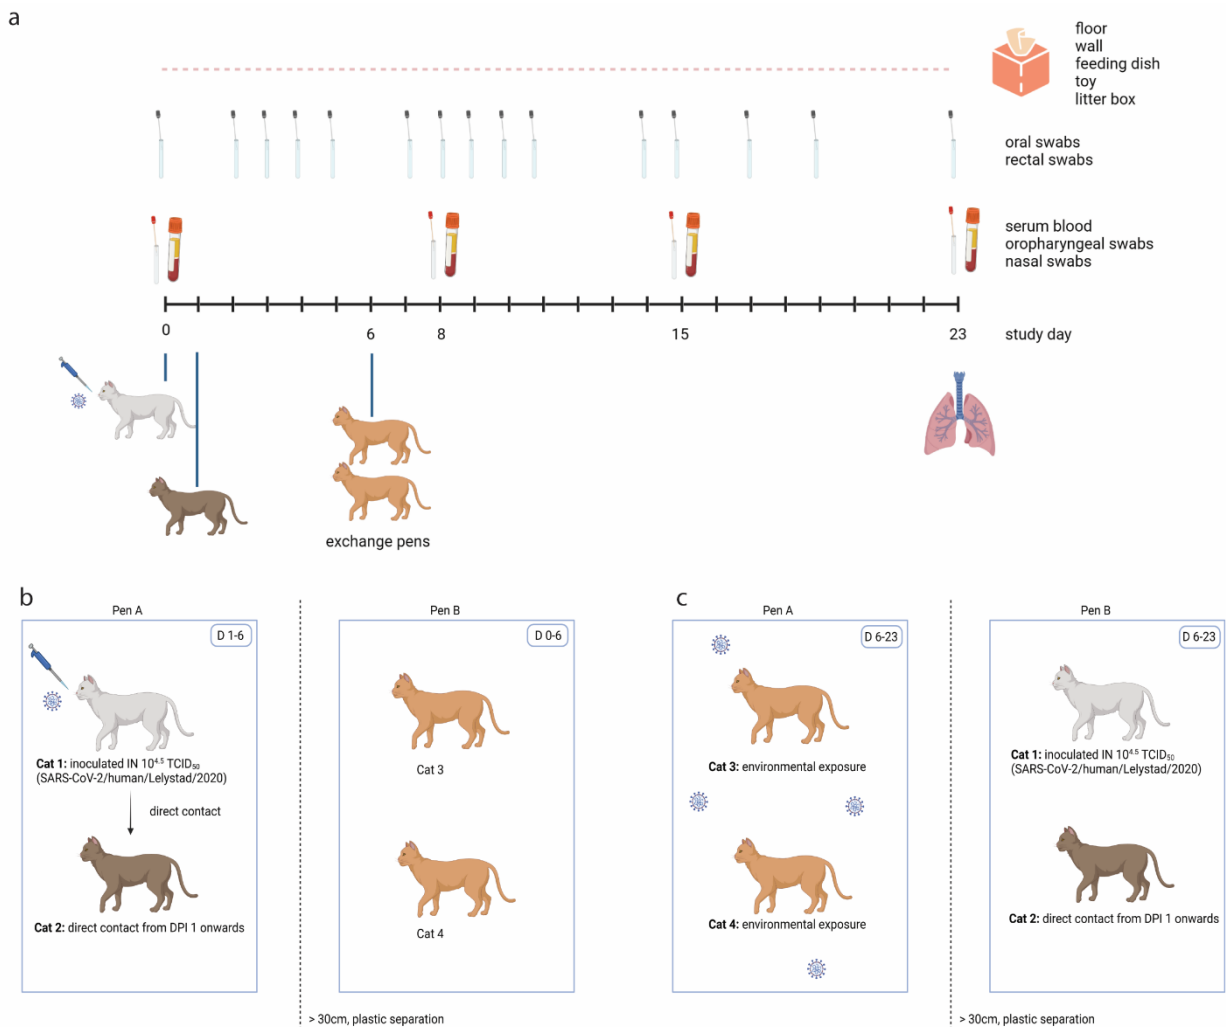 a
floor
wall
feeding dish
toy
litter box
oral swabs
rectal swabs
serum blood
oropharyngeal swabs
nasal swabs
0
6
8
15
23
study day
exchange pens
b
Pen A
D 1-6
Cat 1: inoculated IN 10⁴·⁵ TCID₅₀
(SARS-CoV-2/human/Lelystad/2020)
direct contact
Cat 2: direct contact from DPI 1 onwards
Pen B
D 0-6
Cat 3
Cat 4
> 30cm, plastic separation
c
Pen A
D 6-23
Cat 3: environmental exposure
Cat 4: environmental exposure
Pen B
D 6-23
Cat 1: inoculated IN 10⁴·⁵ TCID₅₀
(SARS-CoV-2/human/Lelystad/2020)
Cat 2: direct contact from DPI 1 onwards
> 30cm, plastic separation